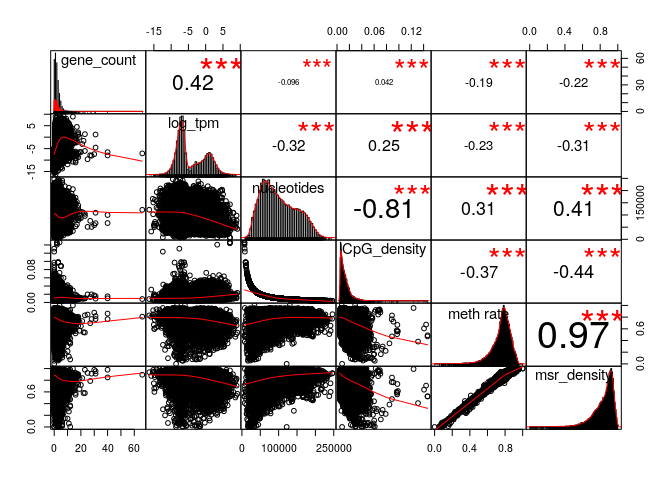 -15 -5 0 5 0.00 0.06 0.12 0.0 0.4 0.8
gene_count 0.42 *** -0.096 *** 0.042 *** -0.19 *** -0.22 *** 0 20 40 60
-15 -5 5 log_tpm -0.32 *** 0.25 *** -0.23 *** -0.31 ***
nucleotides -0.81 *** 0.31 *** 0.41 *** 0 150000
0.00 0.08 CpG_density -0.37 *** -0.44 ***
meth rate 0.97 *** 0.0 0.6
0.0 0.6 msr_density
0 20 40 60 0 100000 250000 0.0 0.4 0.8